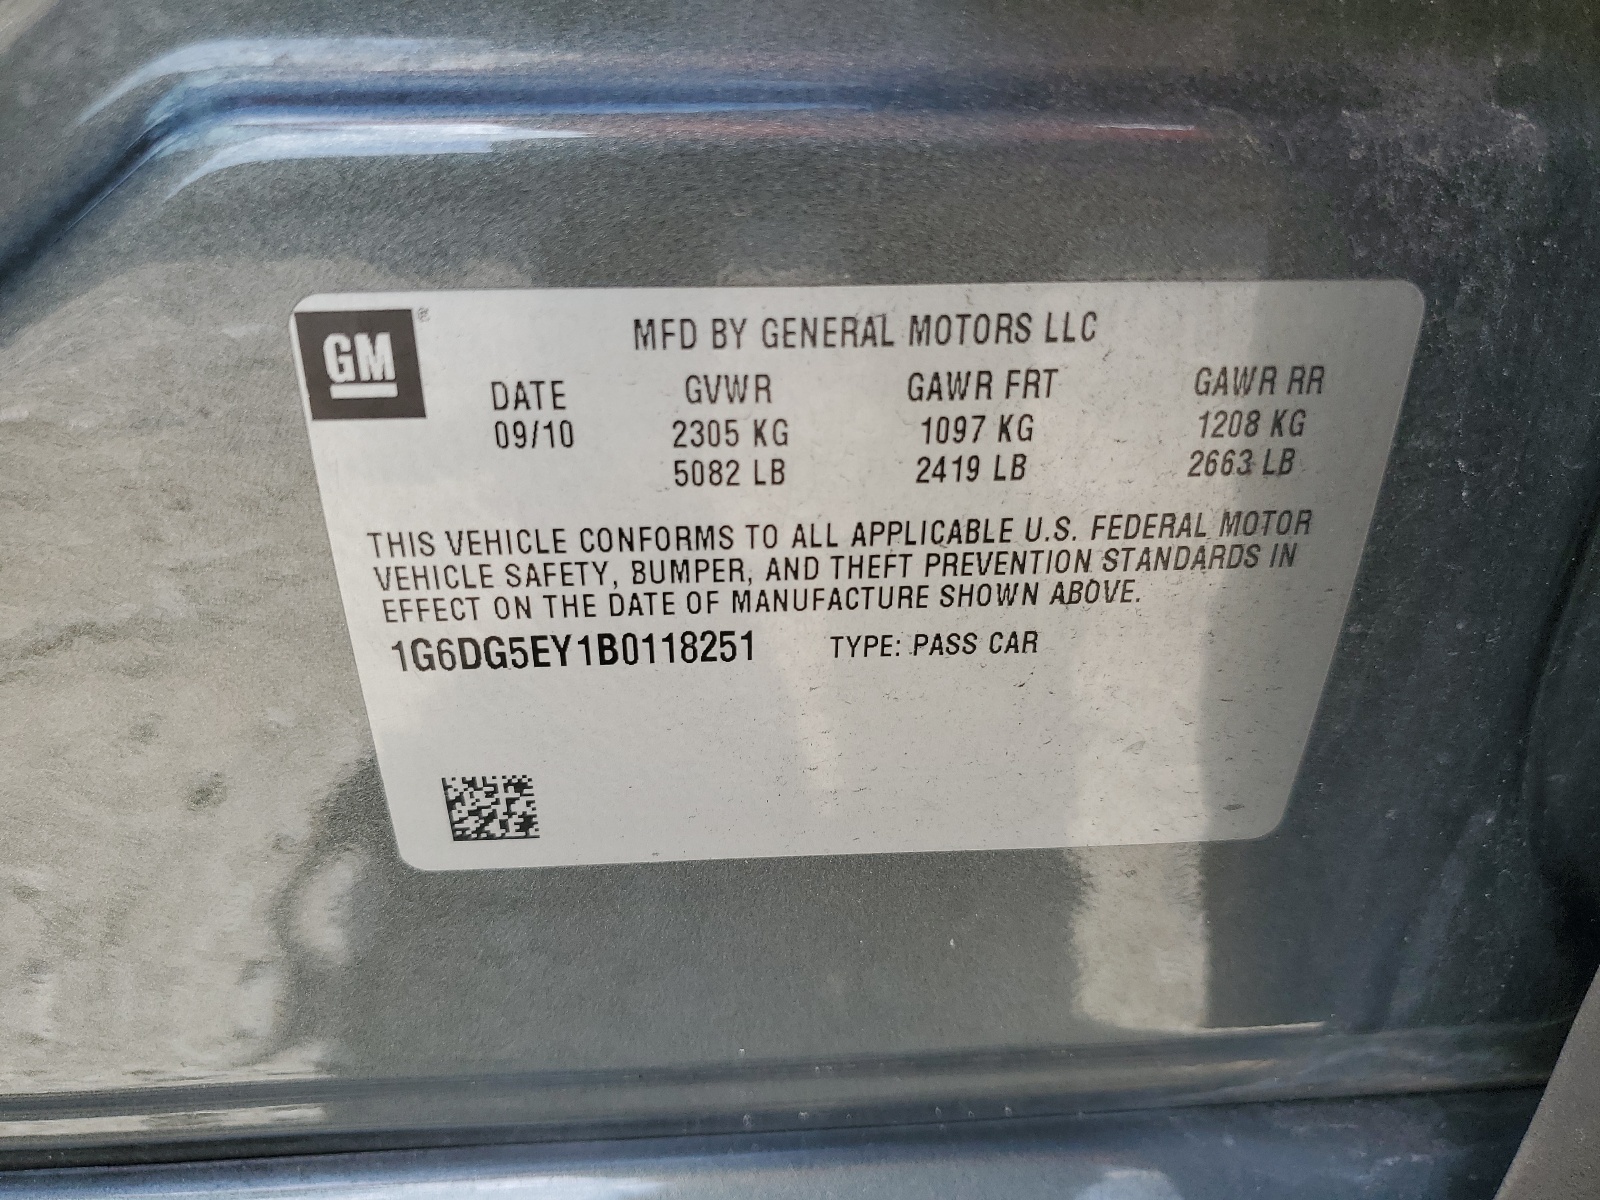 GM ®
MFD BY GENERAL MOTORS LLC
DATE GVWR GAWR FRT GAWR RR
09/10 2305 KG 1097 KG 1208 KG
5082 LB 2419 LB 2663 LB
THIS VEHICLE CONFORMS TO ALL APPLICABLE U.S. FEDERAL MOTOR
VEHICLE SAFETY, BUMPER, AND THEFT PREVENTION STANDARDS IN
EFFECT ON THE DATE OF MANUFACTURE SHOWN ABOVE.
1G6DG5EY1B0118251 TYPE: PASS CAR